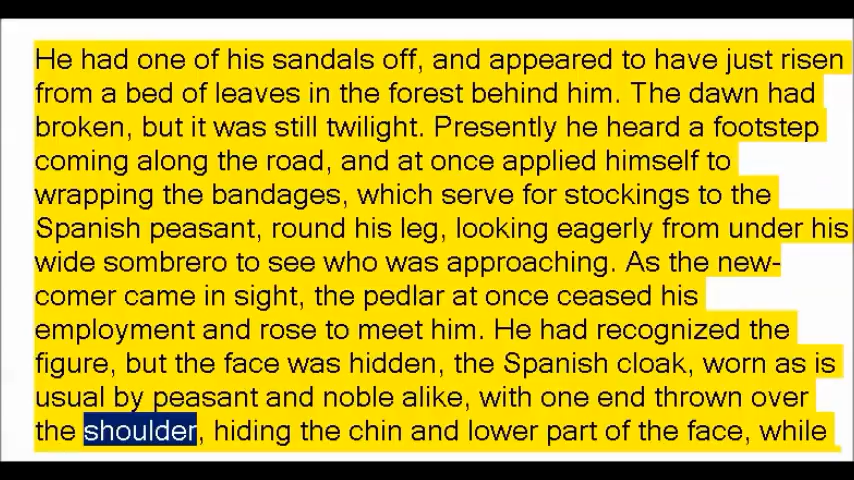 He had one of his sandals off, and appeared to have just risen
from a bed of leaves in the forest behind him. The dawn had
broken, but it was still twilight. Presently he heard a footstep
coming along the road, and at once applied himself to
wrapping the bandages, which serve for stockings to the
Spanish peasant, round his leg, looking eagerly from under his
wide sombrero to see who was approaching. As the new-
comer came in sight, the pedlar at once ceased his
employment and rose to meet him. He had recognized the
figure, but the face was hidden, the Spanish cloak, worn as is
usual by peasant and noble alike, with one end thrown over
the shoulder, hiding the chin and lower part of the face, while